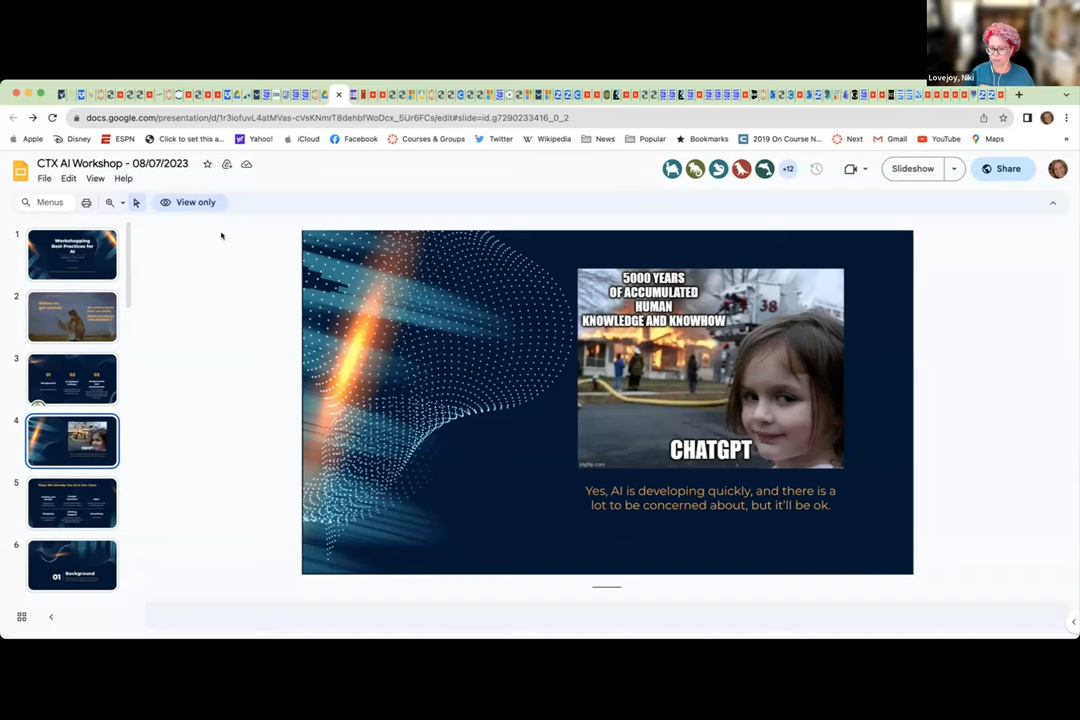 Lovejoy, Niki
docs.google.com/presentation/d/1r3iofuvL4atMVas-cVsKNmrT8dehbfWoDcx_5Ur6FCs/edit#slide=id.g7290233416_0_2
Apple Disney ESPN Click to set this a... Yahoo! iCloud Facebook Courses & Groups Twitter Wikipedia News Popular Bookmarks 2019 On Course N... Next Gmail YouTube Maps
CTX AI Workshop - 08/07/2023
File Edit View Help
+12
Slideshow
Share
Menus
View only
1
Workshopping
Best Practices for
AI
2
3
01 02 03
4
5
6
01 Background
5000 YEARS
OF ACCUMULATED
HUMAN
KNOWLEDGE AND KNOWHOW
38
CHATGPT
imgflip.com
Yes, AI is developing quickly, and there is a
lot to be concerned about, but it'll be ok.